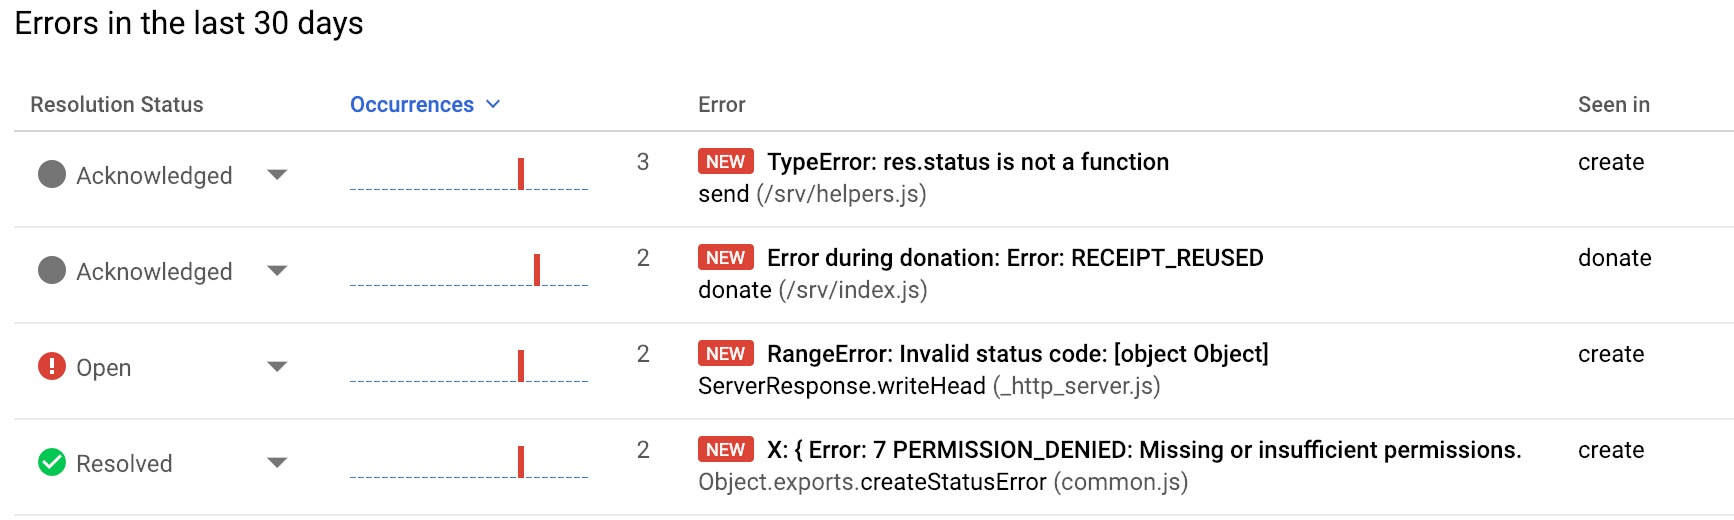 Errors in the last 30 days
Resolution Status Occurrences Error Seen in
Acknowledged 3 NEW TypeError: res.status is not a function create
send (/srv/helpers.js)
Acknowledged 2 NEW Error during donation: Error: RECEIPT_REUSED donate
donate (/srv/index.js)
Open 2 NEW RangeError: Invalid status code: [object Object] create
ServerResponse.writeHead (_http_server.js)
Resolved 2 NEW X: { Error: 7 PERMISSION_DENIED: Missing or insufficient permissions. create
Object.exports.createStatusError (common.js)